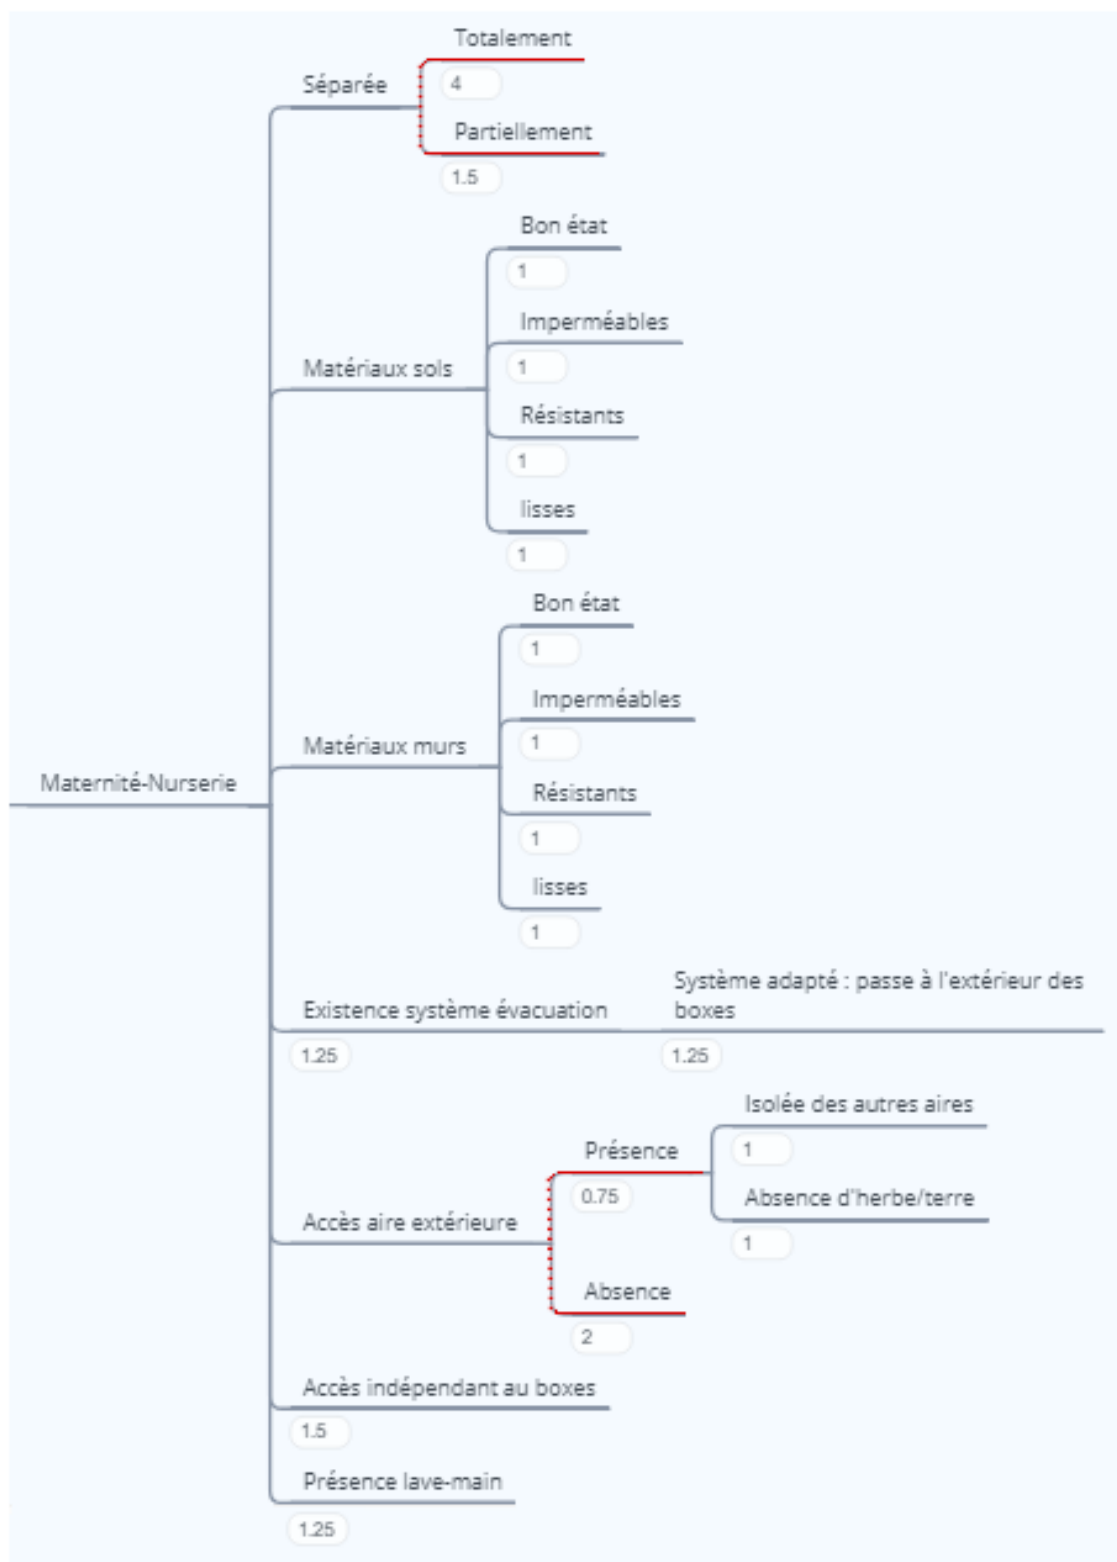 Totalement
Séparée
4
Partiellement
1.5
Bon état
1
Imperméables
Matériaux sols
1
Résistants
1
lisses
1
Bon état
1
Imperméables
Matériaux murs
1
Maternité-Nurserie
Résistants
1
lisses
1
Système adapté : passe à l'extérieur des
boxes
Existence système évacuation
1.25
1.25
Isolée des autres aires
Présence
1
0.75
Absence d'herbe/terre
Accès aire extérieure
1
Absence
2
Accès indépendant au boxes
1.5
Présence lave-main
1.25